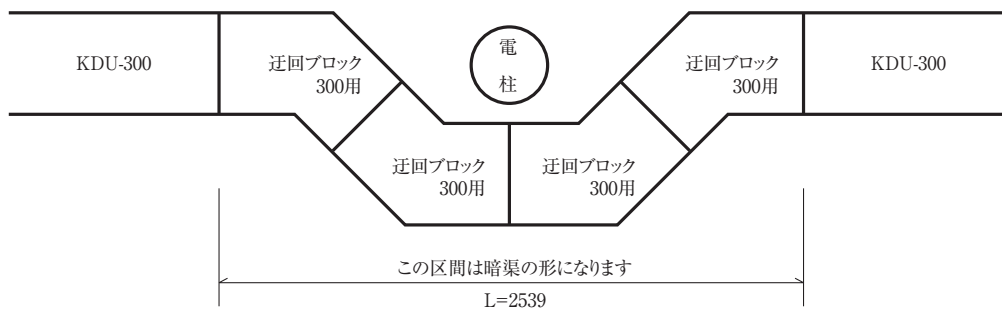 KDU-300
迂回ブロック
300用
電
柱
迂回ブロック
300用
KDU-300
迂回ブロック
300用
迂回ブロック
300用
この区間は暗渠の形になります
L=2539